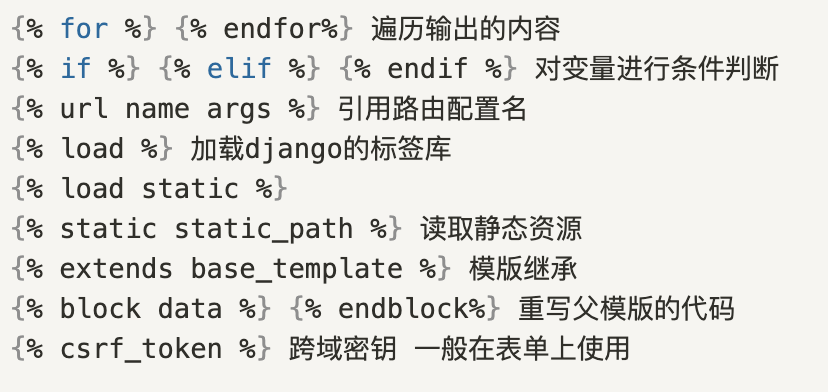 {% for %} {% endfor%} 遍历输出的内容
{% if %} {% elif %} {% endif %} 对变量进行条件判断
{% url name args %} 引用路由配置名
{% load %} 加载django的标签库
{% load static %}
{% static static_path %} 读取静态资源
{% extends base_template %} 模版继承
{% block data %} {% endblock%} 重写父模版的代码
{% csrf_token %} 跨域密钥 一般在表单上使用